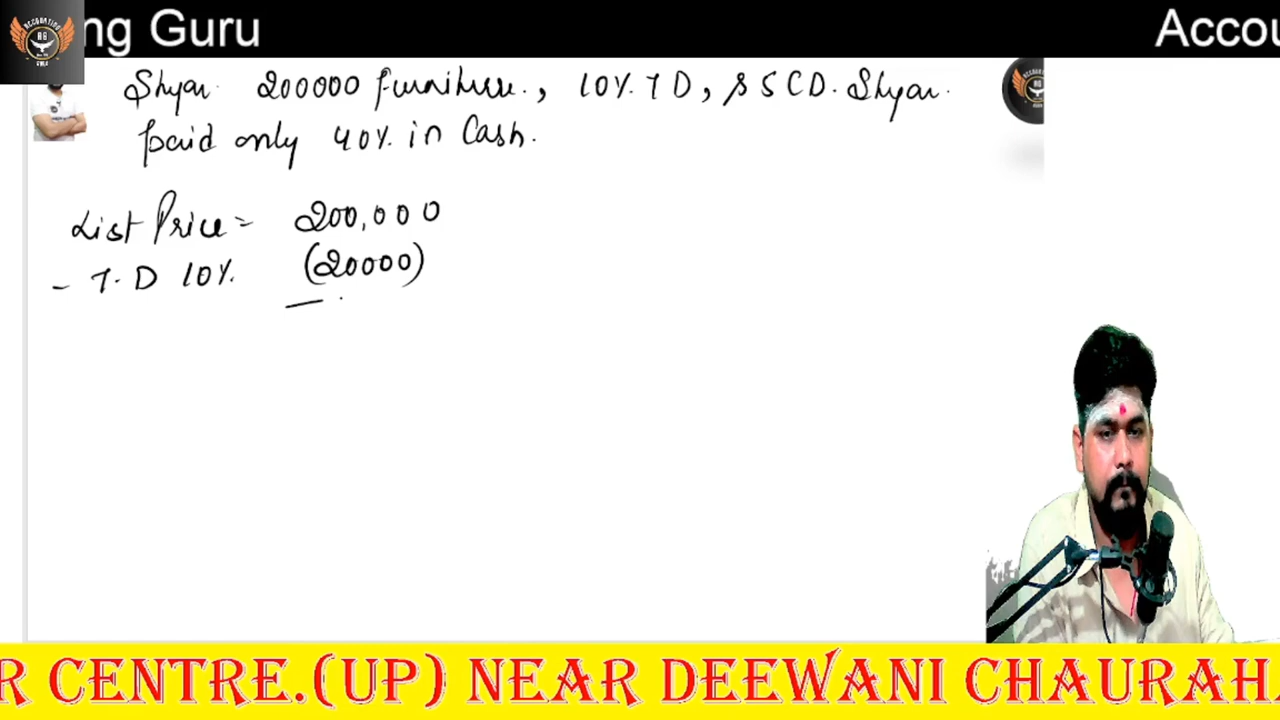 ng Guru
Accou
Shyam 200000 furniture., 10% T D, & 5 CD. Shyam
paid only 40% in Cash.
List Price = 200,000
- T. D 10% (20000)
R CENTRE.(UP) NEAR DEEWANI CHAURAH